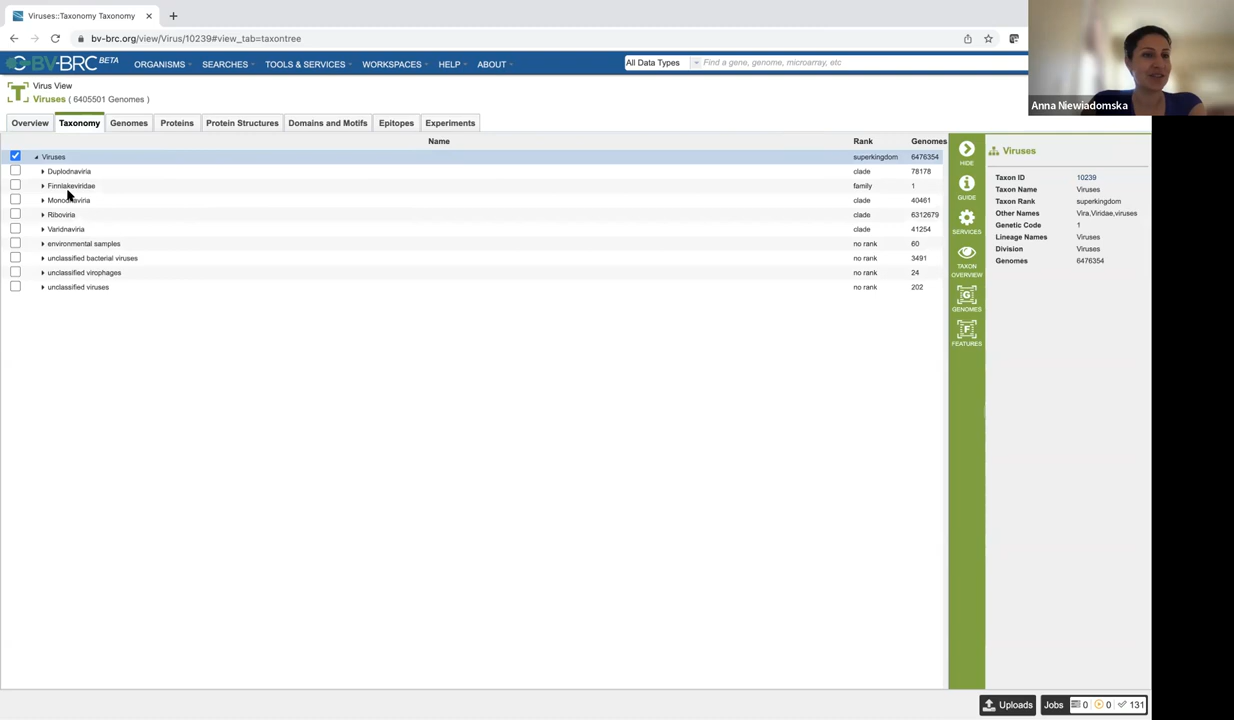 Viruses::Taxonomy Taxonomy
bv-brc.org/view/Virus/10239#view_tab=taxontree
BV-BRC BETA ORGANISMS SEARCHES TOOLS & SERVICES WORKSPACES HELP ABOUT All Data Types Find a gene, genome, microarray, etc
Anna Niewiadomska
Virus View
Viruses ( 6405501 Genomes )
Overview Taxonomy Genomes Proteins Protein Structures Domains and Motifs Epitopes Experiments
Name Rank Genomes
Viruses superkingdom 6476354
Duplodnaviria clade 78178
Finnlakeviridae family 1
Monodnaviria clade 40461
Riboviria clade 6312679
Varidnaviria clade 41254
environmental samples no rank 60
unclassified bacterial viruses no rank 3491
unclassified virophages no rank 24
unclassified viruses no rank 202
HIDE
GUIDE
SERVICES
TAXON
OVERVIEW
GENOMES
FEATURES
Viruses
Taxon ID 10239
Taxon Name Viruses
Taxon Rank superkingdom
Other Names Vira,Viridae,viruses
Genetic Code 1
Lineage Names Viruses
Division Viruses
Genomes 6476354
Uploads Jobs 0 0 131